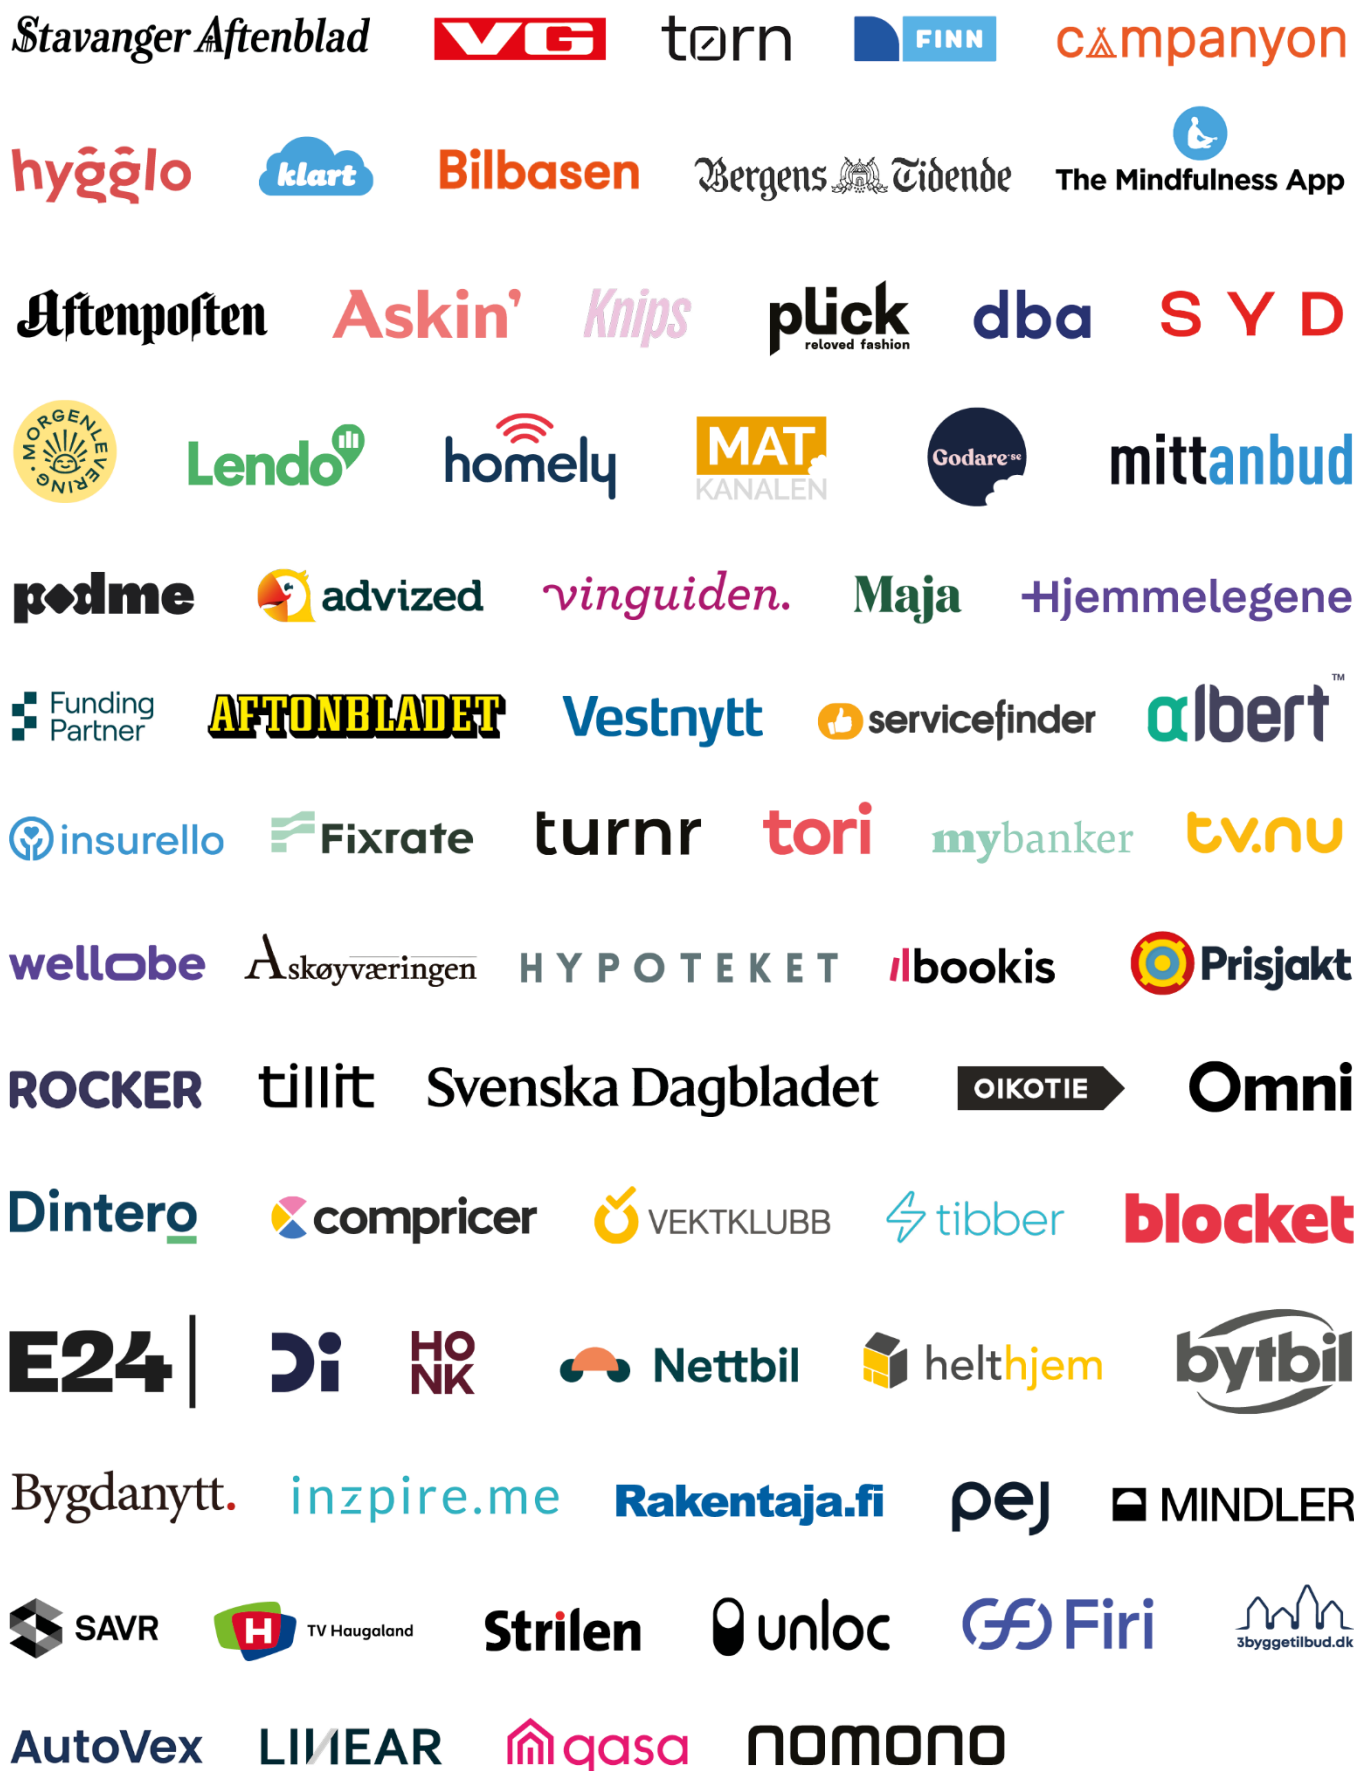 Stavanger Aftenblad VG tørn FINN campanyon
hygglo klart Bilbasen Bergens Tidende The Mindfulness App
Aftenposten Askin' Knips plick reloved fashion dba SYD
MORGENLEVERING Lendo homely MAT KANALEN Godare.se mittanbud
podme advized vinguiden. Maja Hjemmelegene
Funding Partner AFTONBLADET Vestnytt servicefinder albert™
insurello Fixrate turnr tori mybanker tv.nu
wellobe Askøyværingen HYPOTEKET bookis Prisjakt
ROCKER tillit Svenska Dagbladet OIKOTIE Omni
Dintero compricer VEKTKLUBB tibber blocket
E24 Di HONK Nettbil helthjem bytbil
Bygdanytt. inzpire.me Rakentaja.fi pej MINDLER
SAVR H TV Haugaland Strilen unloc Firi 3byggetilbud.dk
AutoVex LINEAR qasa nomono